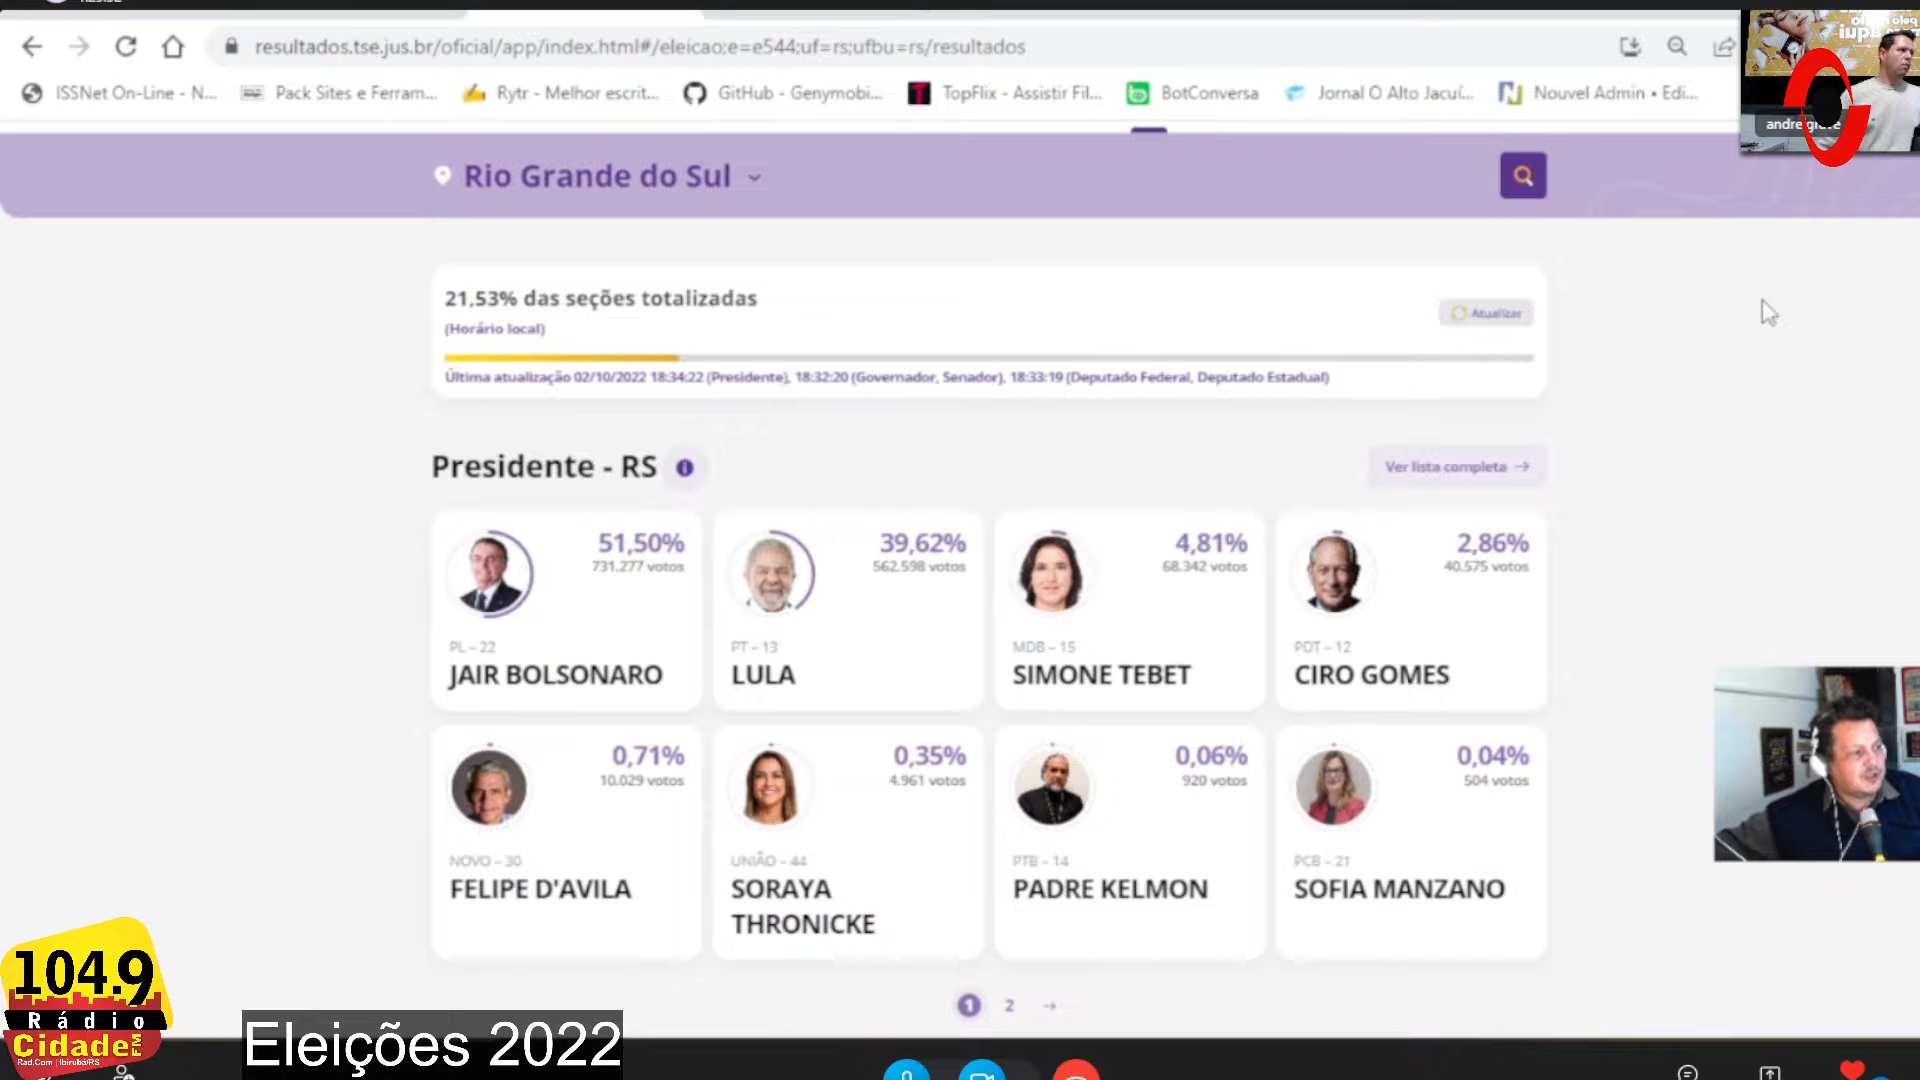 resultados.tse.jus.br/oficial/app/index.html#/eleicao;e=e544;uf=rs;ufbu=rs/resultados
ISSNet On-Line - N... Pack Sites e Ferram... Rytr - Melhor escrit... GitHub - Genymobi... TopFlix - Assistir Fil... BotConversa Jornal O Alto Jacuí... Nouvel Admin • Edi...
Rio Grande do Sul
21,53% das seções totalizadas
(Horário local)
Atualizar
Última atualização 02/10/2022 18:34:22 (Presidente), 18:32:20 (Governador, Senador), 18:33:19 (Deputado Federal, Deputado Estadual)
Presidente - RS
Ver lista completa →
51,50%
731.277 votos
PL – 22
JAIR BOLSONARO
39,62%
562.598 votos
PT – 13
LULA
4,81%
68.342 votos
MDB – 15
SIMONE TEBET
2,86%
40.575 votos
PDT – 12
CIRO GOMES
0,71%
10.029 votos
NOVO – 30
FELIPE D'AVILA
0,35%
4.961 votos
UNIÃO – 44
SORAYA
THRONICKE
0,06%
920 votos
PTB – 14
PADRE KELMON
0,04%
504 votos
PCB – 21
SOFIA MANZANO
1 2 →
104.9
Rádio
Cidade FM
Rad.Com | Ibirubá/RS
Eleições 2022